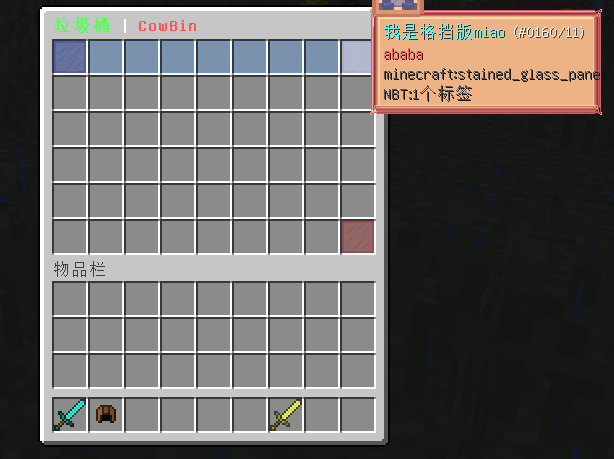 垃圾桶 | CowBin
我是格挡版miao (#0160/11)
ababa
minecraft:stained_glass_pane
NBT:1个标签
物品栏